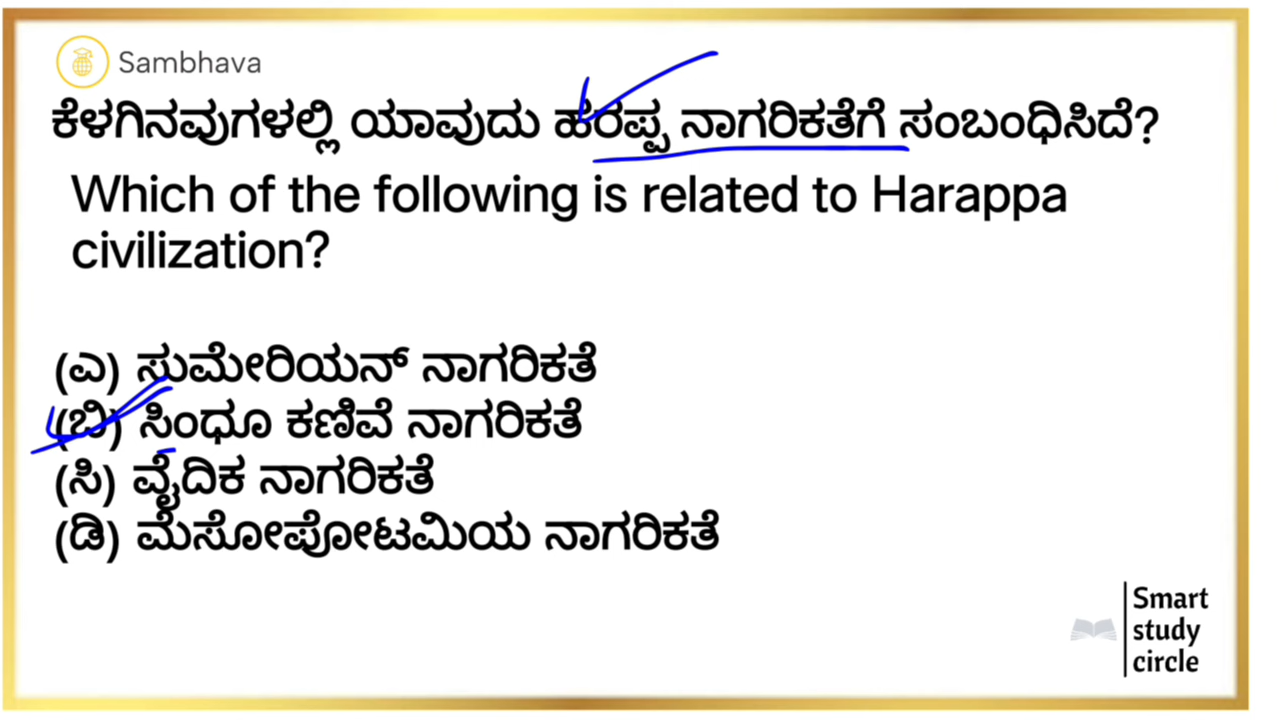 Sambhava
ಕೆಳಗಿನವುಗಳಲ್ಲಿ ಯಾವುದು ಹರಪ್ಪ ನಾಗರಿಕತೆಗೆ ಸಂಬಂಧಿಸಿದೆ?
Which of the following is related to Harappa
civilization?
(ಎ) ಸುಮೇರಿಯನ್ ನಾಗರಿಕತೆ
(ಬಿ) ಸಿಂಧೂ ಕಣಿವೆ ನಾಗರಿಕತೆ
(ಸಿ) ವೈದಿಕ ನಾಗರಿಕತೆ
(ಡಿ) ಮೆಸೋಪೋಟಮಿಯ ನಾಗರಿಕತೆ
Smart
study
circle